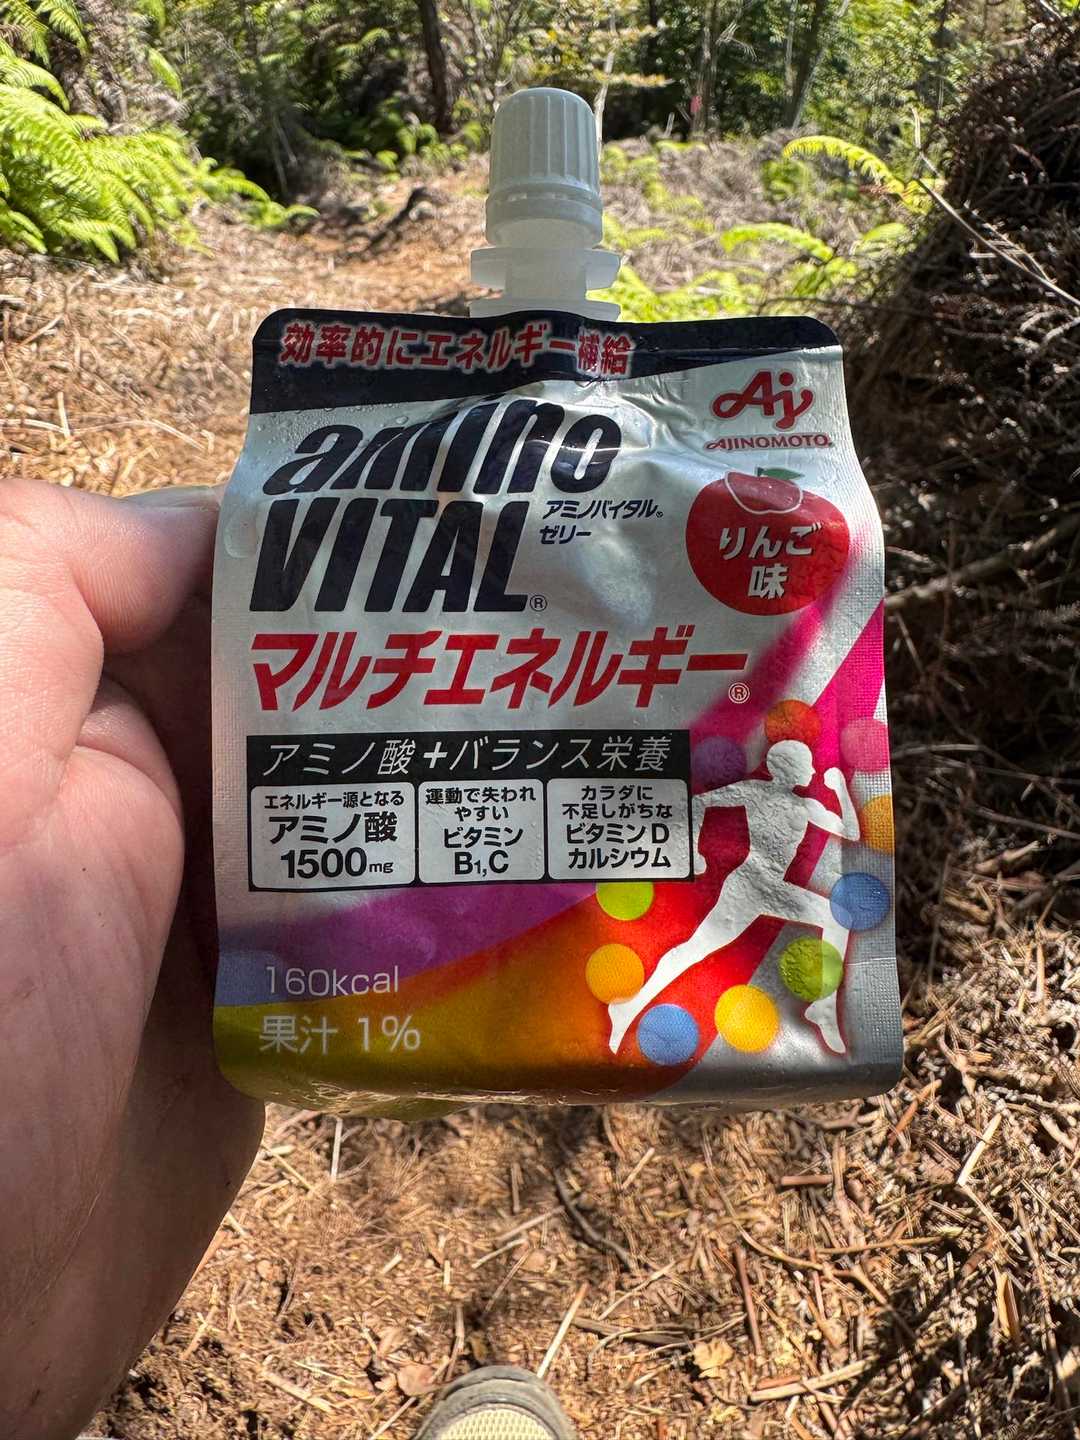 効率的にエネルギー補給
Aj
AJINOMOTO®
amino
VITAL®
アミノバイタル®
ゼリー
りんご
味
マルチエネルギー®
アミノ酸+バランス栄養
エネルギー源となる
アミノ酸
1500mg
運動で失われ
やすい
ビタミン
B1,C
カラダに
不足しがちな
ビタミンD
カルシウム
160kcal
果汁 1%